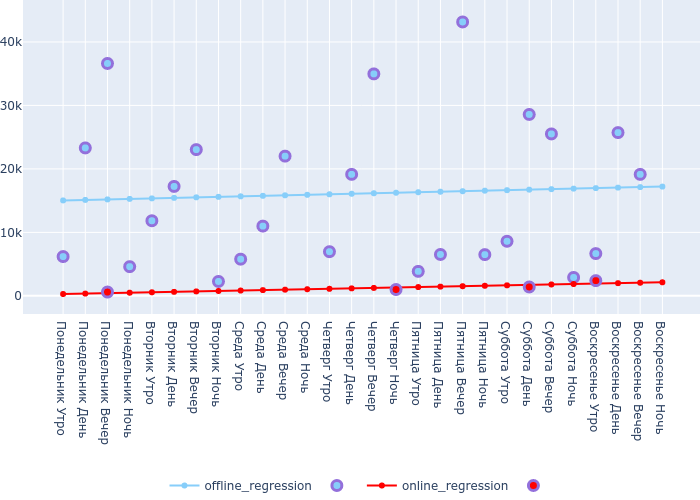 40k
30k
20k
10k
0
Понедельник Утро
Понедельник День
Понедельник Вечер
Понедельник Ночь
Вторник Утро
Вторник День
Вторник Вечер
Вторник Ночь
Среда Утро
Среда День
Среда Вечер
Среда Ночь
Четверг Утро
Четверг День
Четверг Вечер
Четверг Ночь
Пятница Утро
Пятница День
Пятница Вечер
Пятница Ночь
Суббота Утро
Суббота День
Суббота Вечер
Суббота Ночь
Воскресенье Утро
Воскресенье День
Воскресенье Вечер
Воскресенье Ночь
offline_regression
online_regression